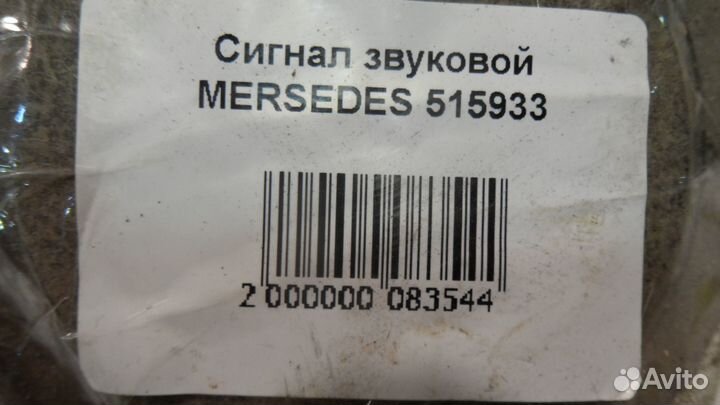 Сигнал звуковой
MERSEDES 515933
2 000000 083544
Avito